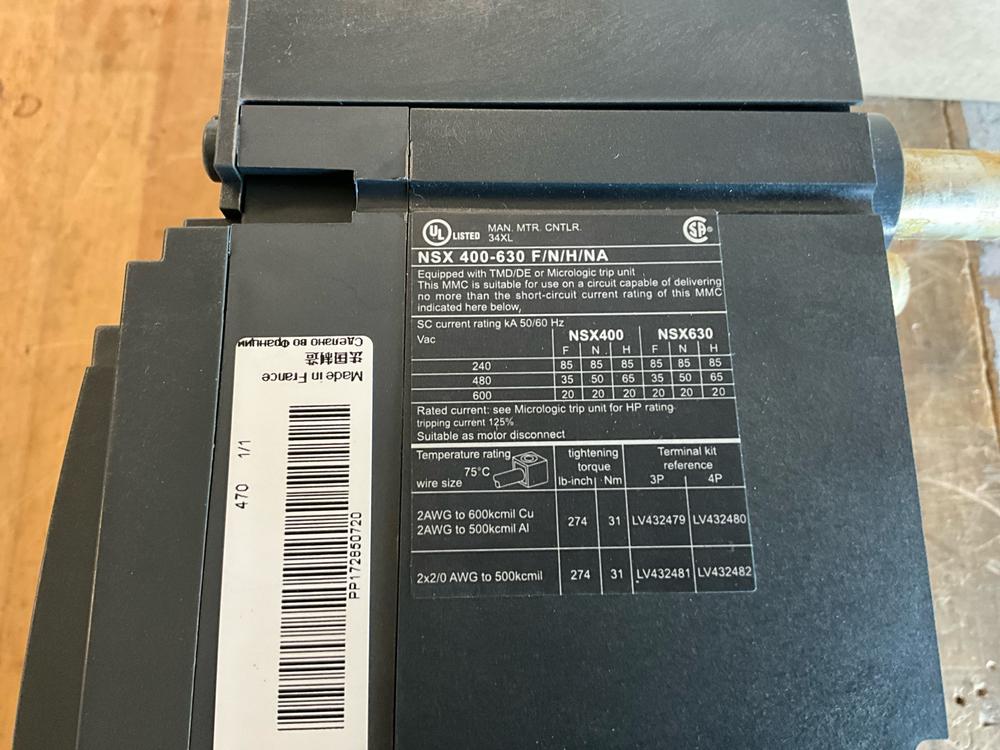 UL LISTED MAN. MTR. CNTLR.
34XL
SA®
NSX 400-630 F/N/H/NA
Equipped with TMD/DE or Micrologic trip unit
This MMC is suitable for use on a circuit capable of delivering
no more than the short-circuit current rating of this MMC
indicated here below,
SC current rating kA 50/60 Hz
Vac NSX400 NSX630
F N H F N H
240 85 85 85 85 85 85
480 35 50 65 35 50 65
600 20 20 20 20 20 20
Rated current: see Micrologic trip unit for HP rating
tripping current 125%
Suitable as motor disconnect
Temperature rating 75°C
wire size
tightening torque
lb-inch Nm
Terminal kit reference
3P 4P
2AWG to 600kcmil Cu
2AWG to 500kcmil Al
274 31 LV432479 LV432480
2x2/0 AWG to 500kcmil 274 31 LV432481 LV432482
Made in France
法国制造
Сделано во Франции
470 1/1
PP172850720